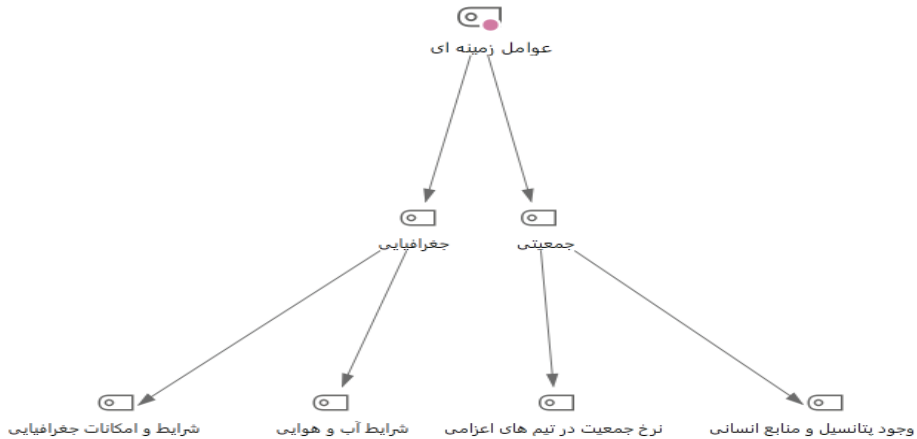 عوامل زمینه ای
جمعیتی
جغرافیایی
وجود پتانسیل و منابع انسانی
نرخ جمعیت در تیم های اعزامی
شرایط آب و هوایی
شرایط و امکانات جغرافیایی